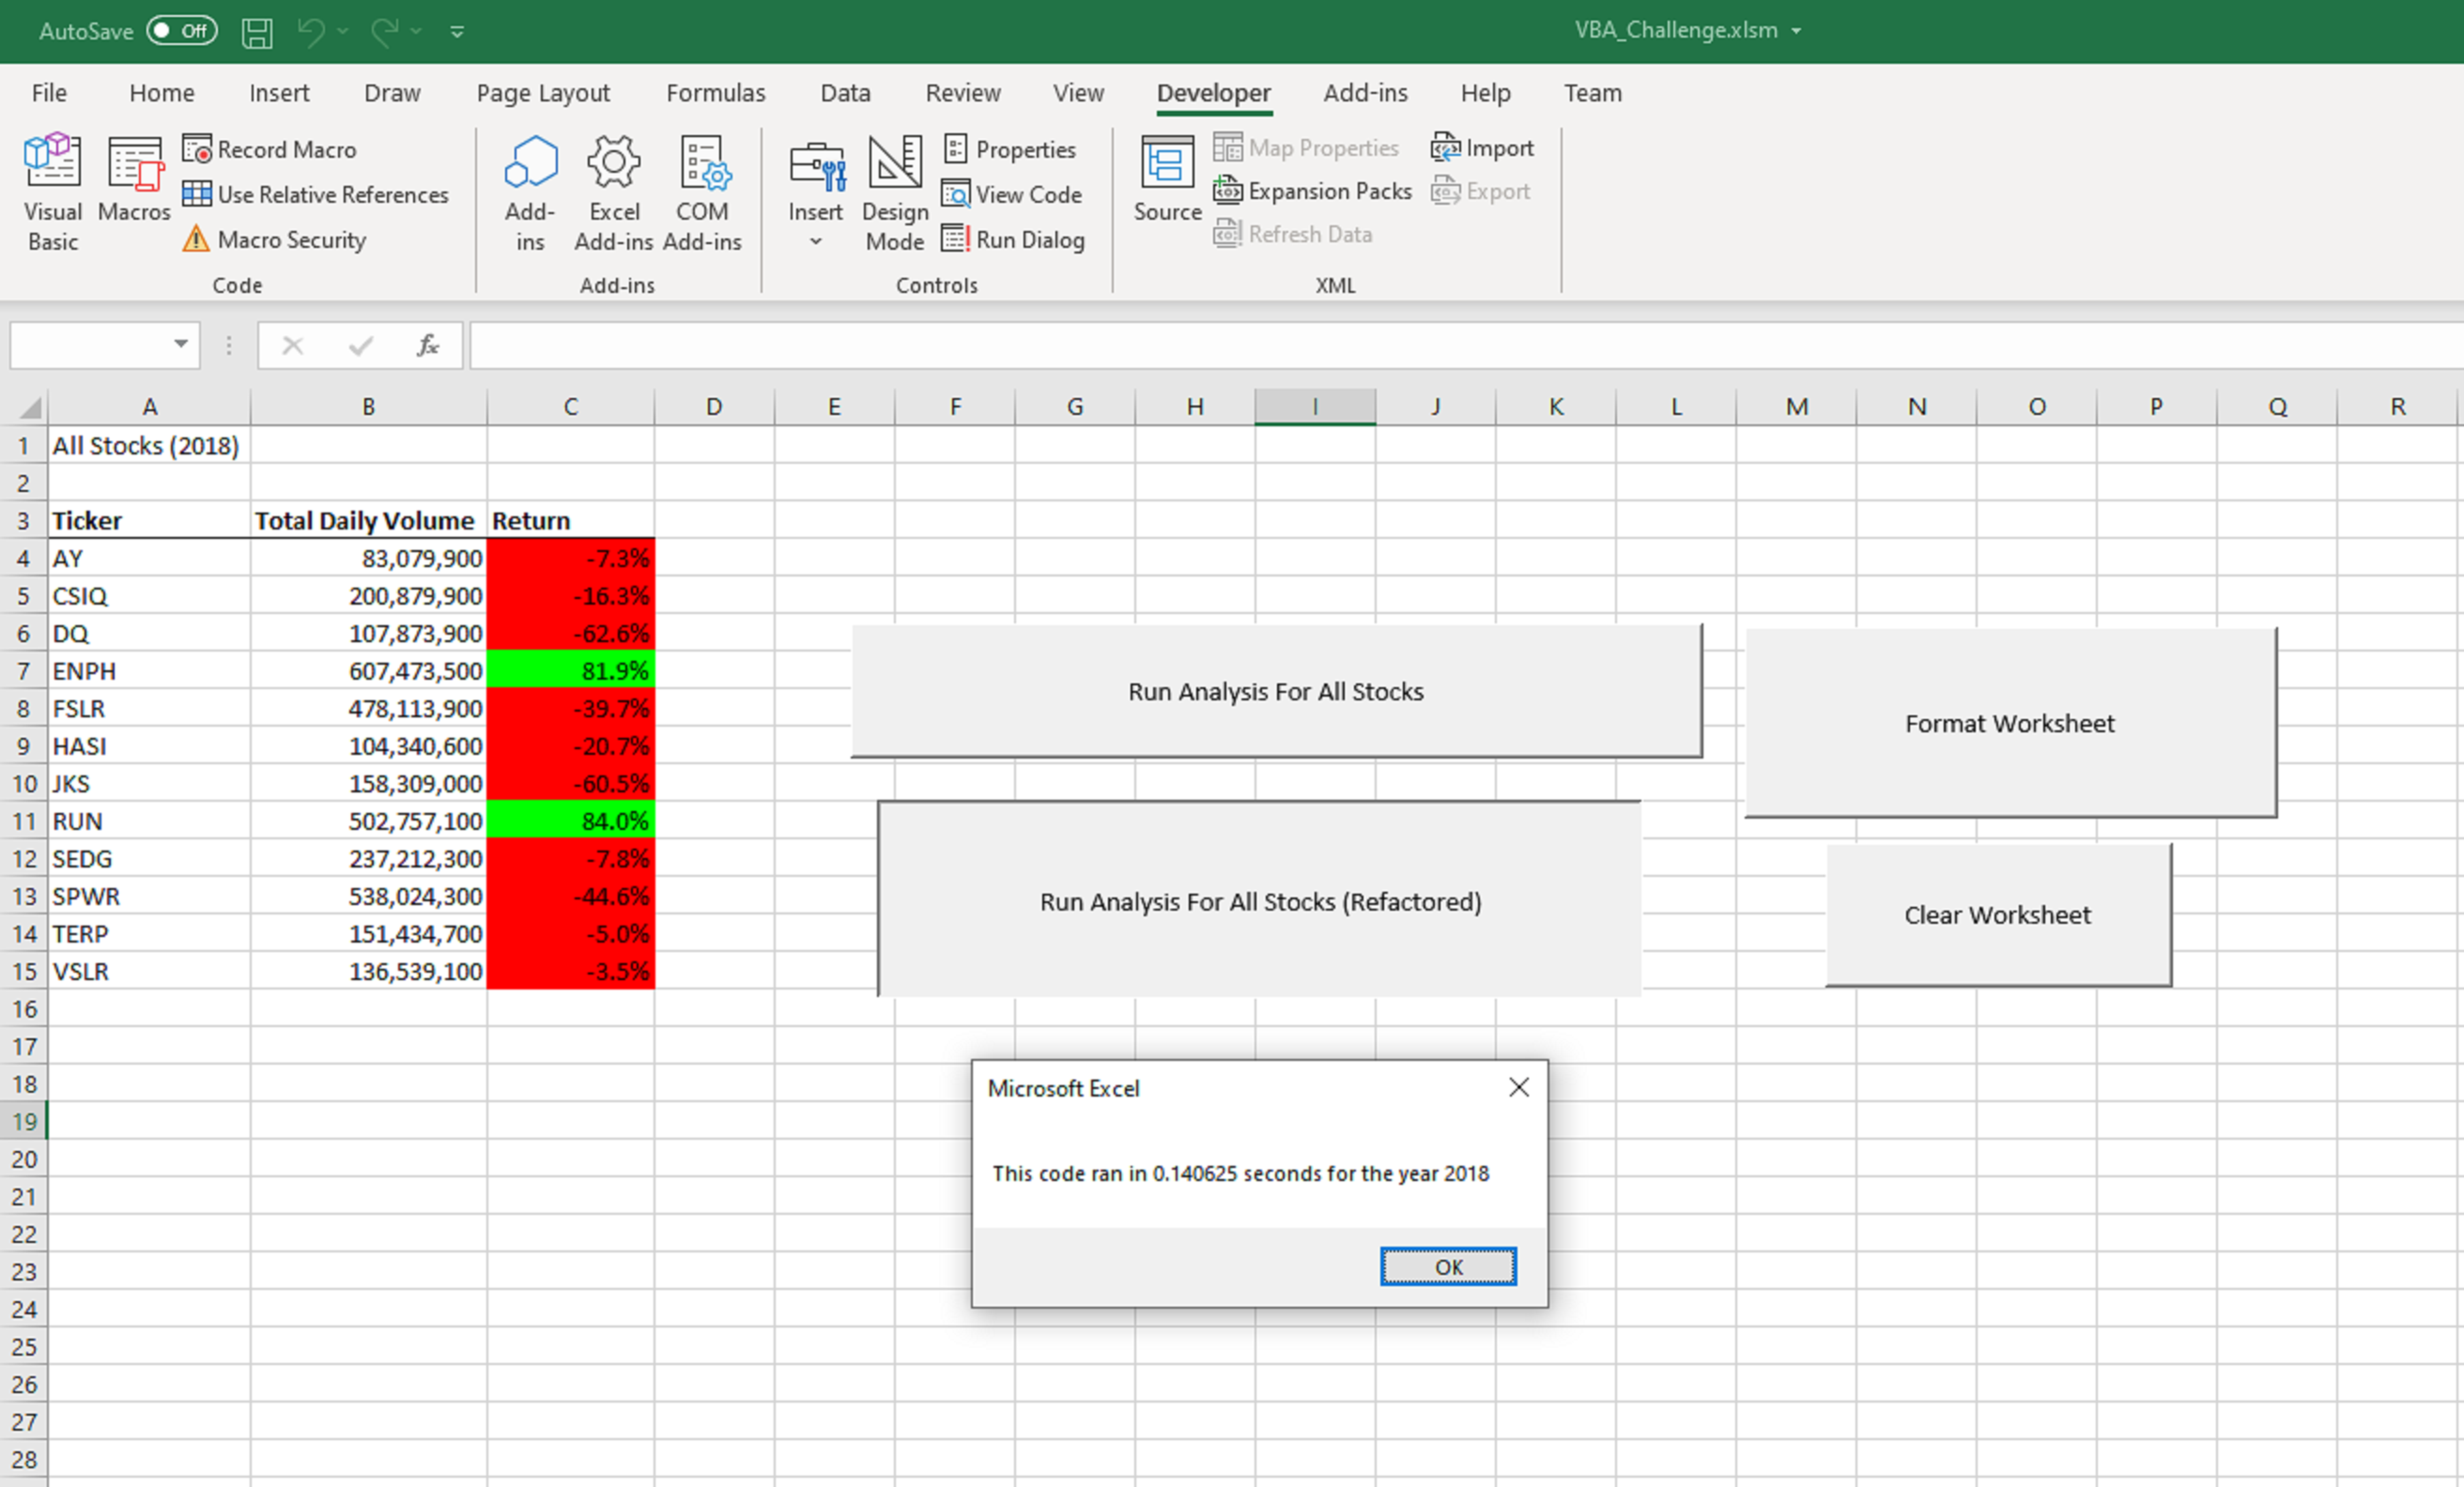 AutoSave Off VBA_Challenge.xlsm
File Home Insert Draw Page Layout Formulas Data Review View Developer Add-ins Help Team
Visual Basic
Macros
Record Macro
Use Relative References
Macro Security
Code
Add-ins
Excel Add-ins
COM Add-ins
Add-ins
Insert
Design Mode
Properties
View Code
Run Dialog
Controls
Source
Map Properties
Expansion Packs
Refresh Data
Import
Export
XML
fx
A B C D E F G H I J K L M N O P Q R
1 All Stocks (2018)
2
3 Ticker Total Daily Volume Return
4 AY 83,079,900 -7.3%
5 CSIQ 200,879,900 -16.3%
6 DQ 107,873,900 -62.6%
7 ENPH 607,473,500 81.9%
8 FSLR 478,113,900 -39.7%
9 HASI 104,340,600 -20.7%
10 JKS 158,309,000 -60.5%
11 RUN 502,757,100 84.0%
12 SEDG 237,212,300 -7.8%
13 SPWR 538,024,300 -44.6%
14 TERP 151,434,700 -5.0%
15 VSLR 136,539,100 -3.5%
16
17
18
19
20
21
22
23
24
25
26
27
28
Run Analysis For All Stocks
Format Worksheet
Run Analysis For All Stocks (Refactored)
Clear Worksheet
Microsoft Excel
This code ran in 0.140625 seconds for the year 2018
OK